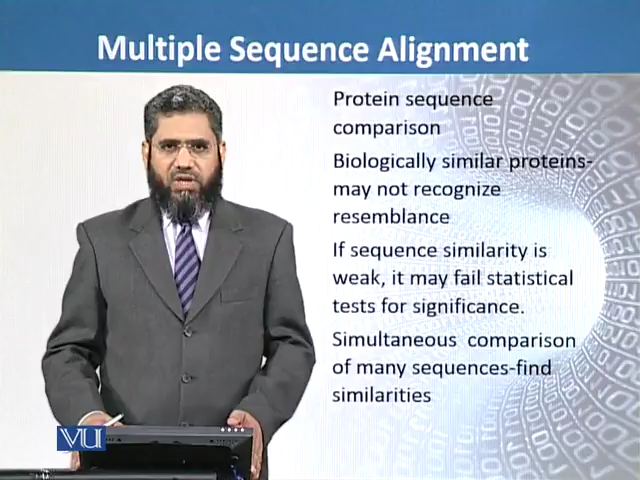 Multiple Sequence Alignment
Protein sequence
comparison
Biologically similar proteins-
may not recognize
resemblance
If sequence similarity is
weak, it may fail statistical
tests for significance.
Simultaneous comparison
of many sequences-find
similarities
VU